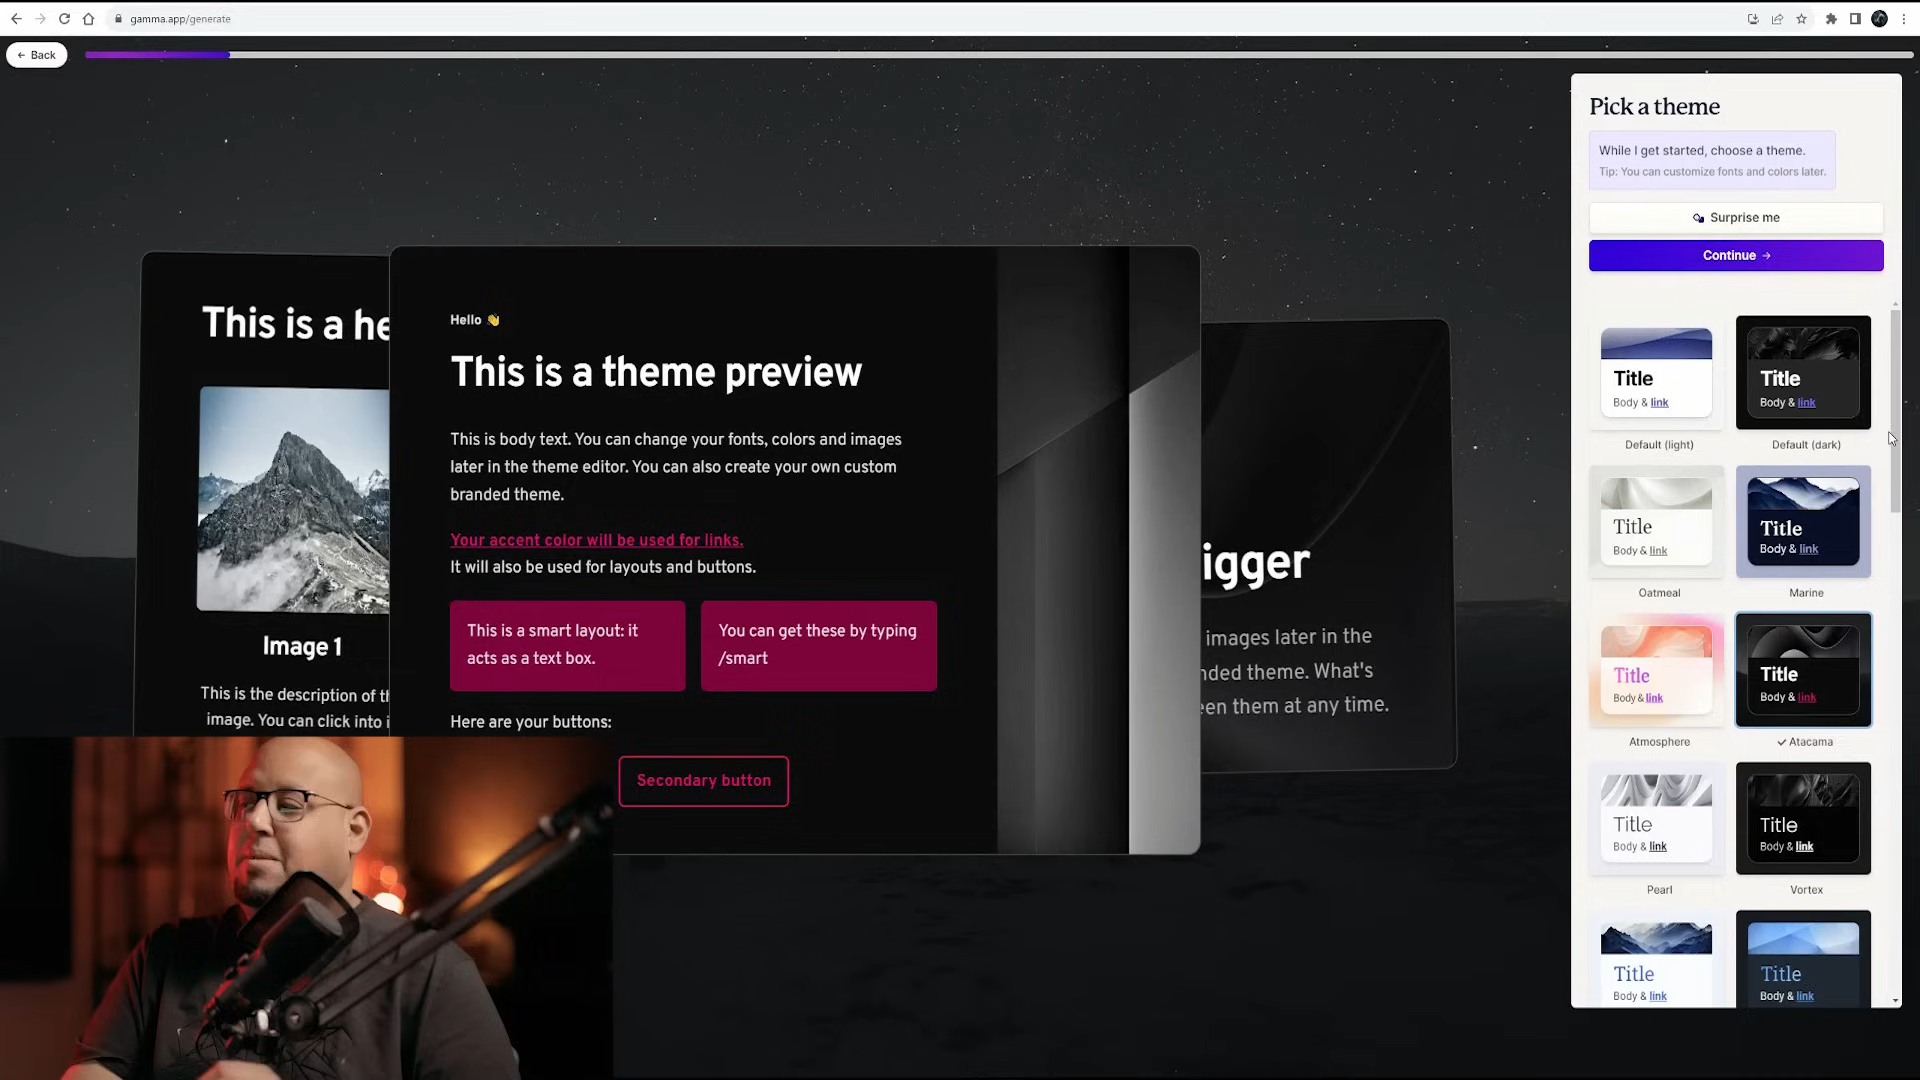 gamma.app/generate
← Back
Pick a theme
While I get started, choose a theme.
Tip: You can customize fonts and colors later.
Surprise me
Continue →
This is a he
Image 1
This is the description of th
image. You can click into i
Hello 👋
This is a theme preview
This is body text. You can change your fonts, colors and images
later in the theme editor. You can also create your own custom
branded theme.
Your accent color will be used for links.
It will also be used for layouts and buttons.
This is a smart layout: it
acts as a text box.
You can get these by typing
/smart
Here are your buttons:
Secondary button
igger
images later in the
nded theme. What's
een them at any time.
Title
Body & link
Default (light)
Title
Body & link
Default (dark)
Title
Body & link
Oatmeal
Title
Body & link
Marine
Title
Body & link
Atmosphere
Title
Body & link
✓ Atacama
Title
Body & link
Pearl
Title
Body & link
Vortex
Title
Body & link
Title
Body & link